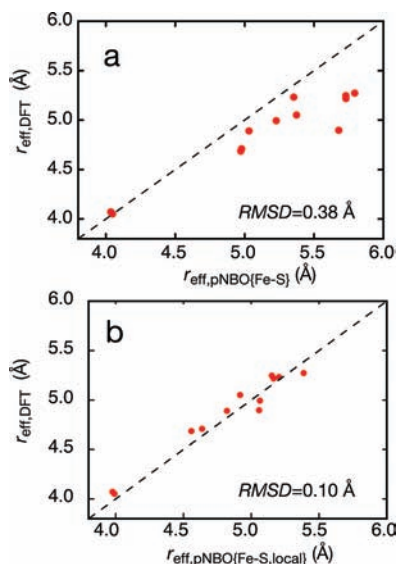 6.0
a
5.5
r_eff,DFT (Å)
5.0
4.5
RMSD=0.38 Å
4.0
4.0 4.5 5.0 5.5 6.0
r_eff,pNBO{Fe-S} (Å)
6.0
b
5.5
r_eff,DFT (Å)
5.0
4.5
RMSD=0.10 Å
4.0
4.0 4.5 5.0 5.5 6.0
r_eff,pNBO{Fe-S,local} (Å)